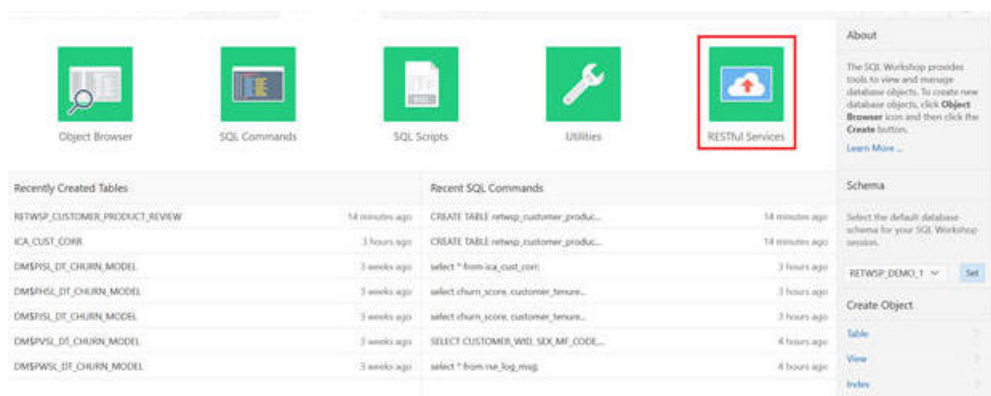 Object Browser
SQL Commands
SQL Scripts
Utilities
RESTful Services
About
The SQL Workshop provides
tools to view and manage
database objects. To create new
database objects, click Object
Browser icon and then click the
Create button.
Learn More ...
Recently Created Tables
RETWSP_CUSTOMER_PRODUCT_REVIEW 14 minutes ago
ICA_CUST_CORR 3 hours ago
DM$PISL_DT_CHURN_MODEL 3 weeks ago
DM$PHSL_DT_CHURN_MODEL 3 weeks ago
3 weeks ago
DM$PVSL_DT_CHURN_MODEL 3 weeks ago
DM$PWSL_DT_CHURN_MODEL 3 weeks ago
Recent SQL Commands
CREATE TABLE retwsp_customer_produc... 14 minutes ago
CREATE TABLE retwsp_customer_produc... 14 minutes ago
select * from ica_cust_corr; 3 hours ago
select churn_score, customer_tenure... 3 hours ago
select churn_score, customer_tenure... 3 hours ago
SELECT CUSTOMER_WID, SEX_MF_CODE,... 4 hours ago
select * from rse_log_msg; 4 hours ago
Schema
Select the default database
schema for your SQL Workshop
session.
RETWSP_DEMO_1 Set
Create Object
Table
View
Index